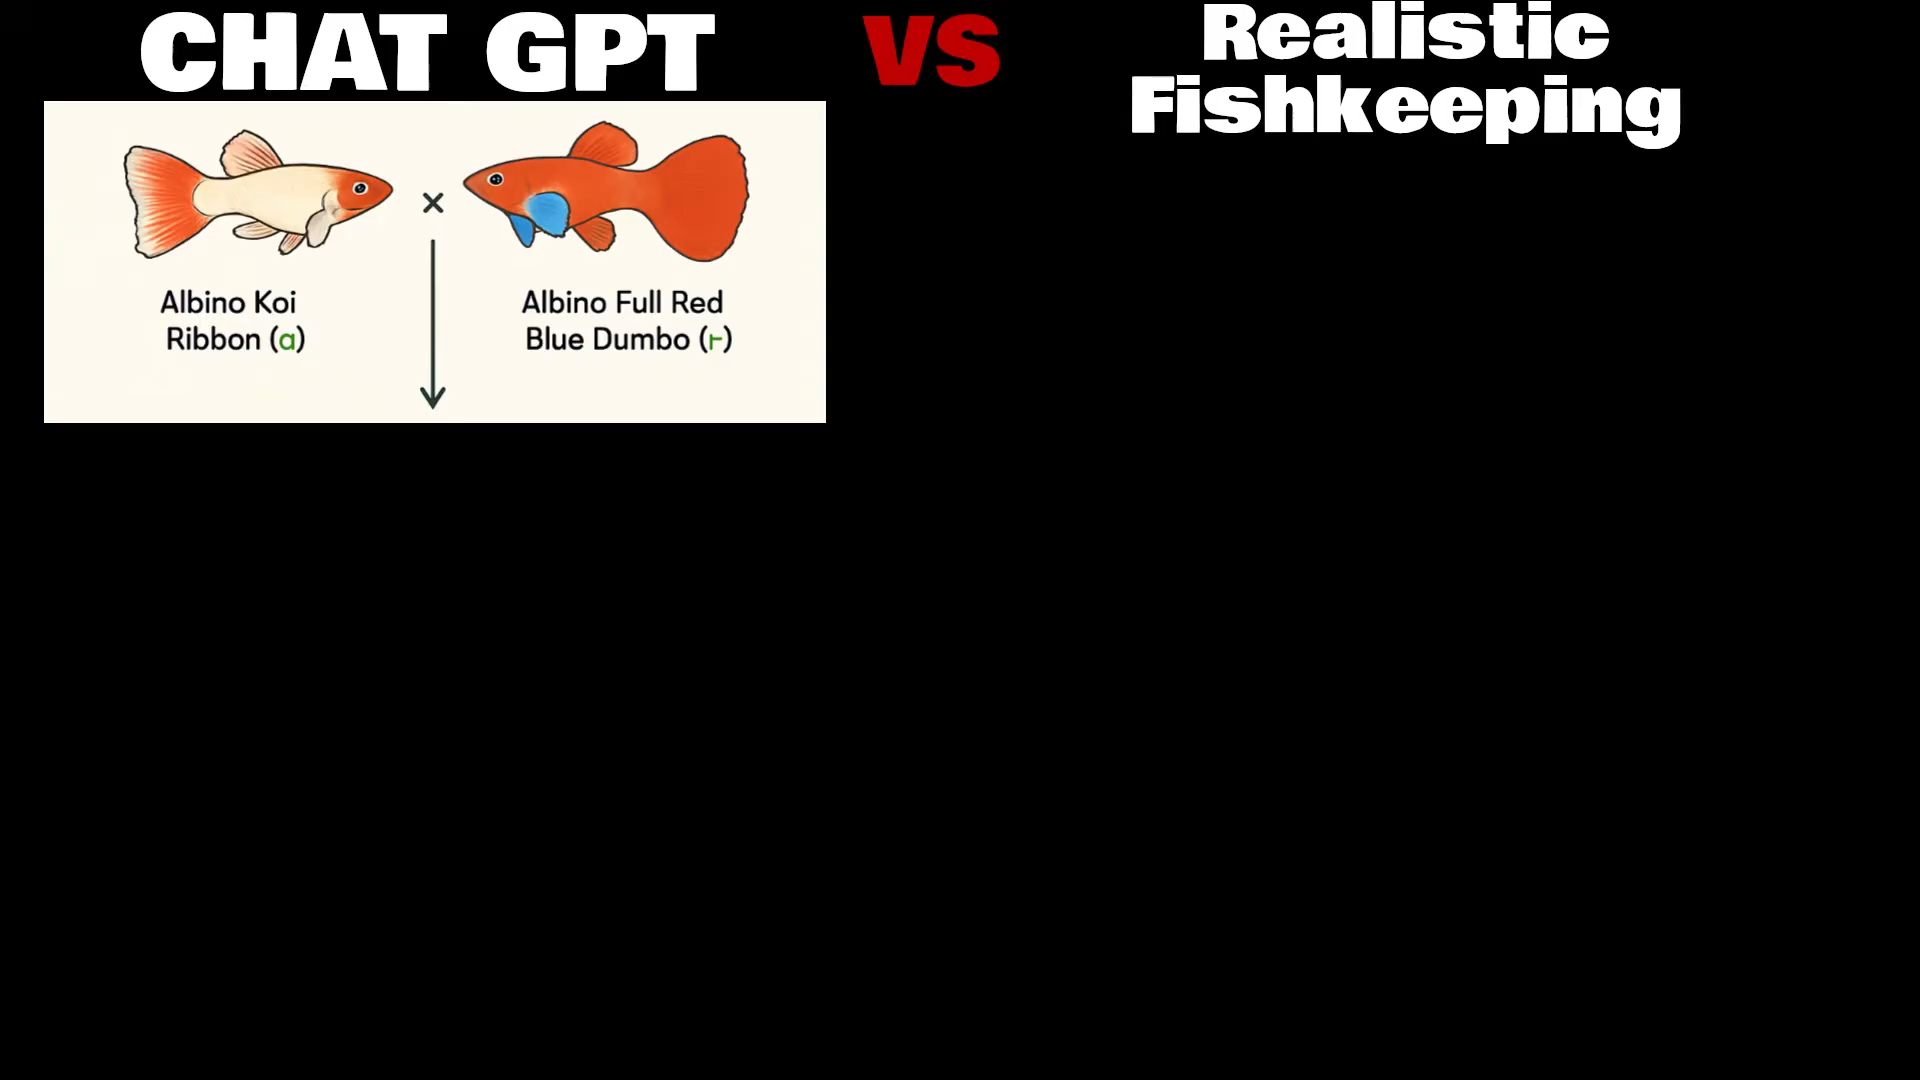 CHAT GPT
VS
Realistic
Fishkeeping
×
Albino Koi
Ribbon (a)
Albino Full Red
Blue Dumbo (r)